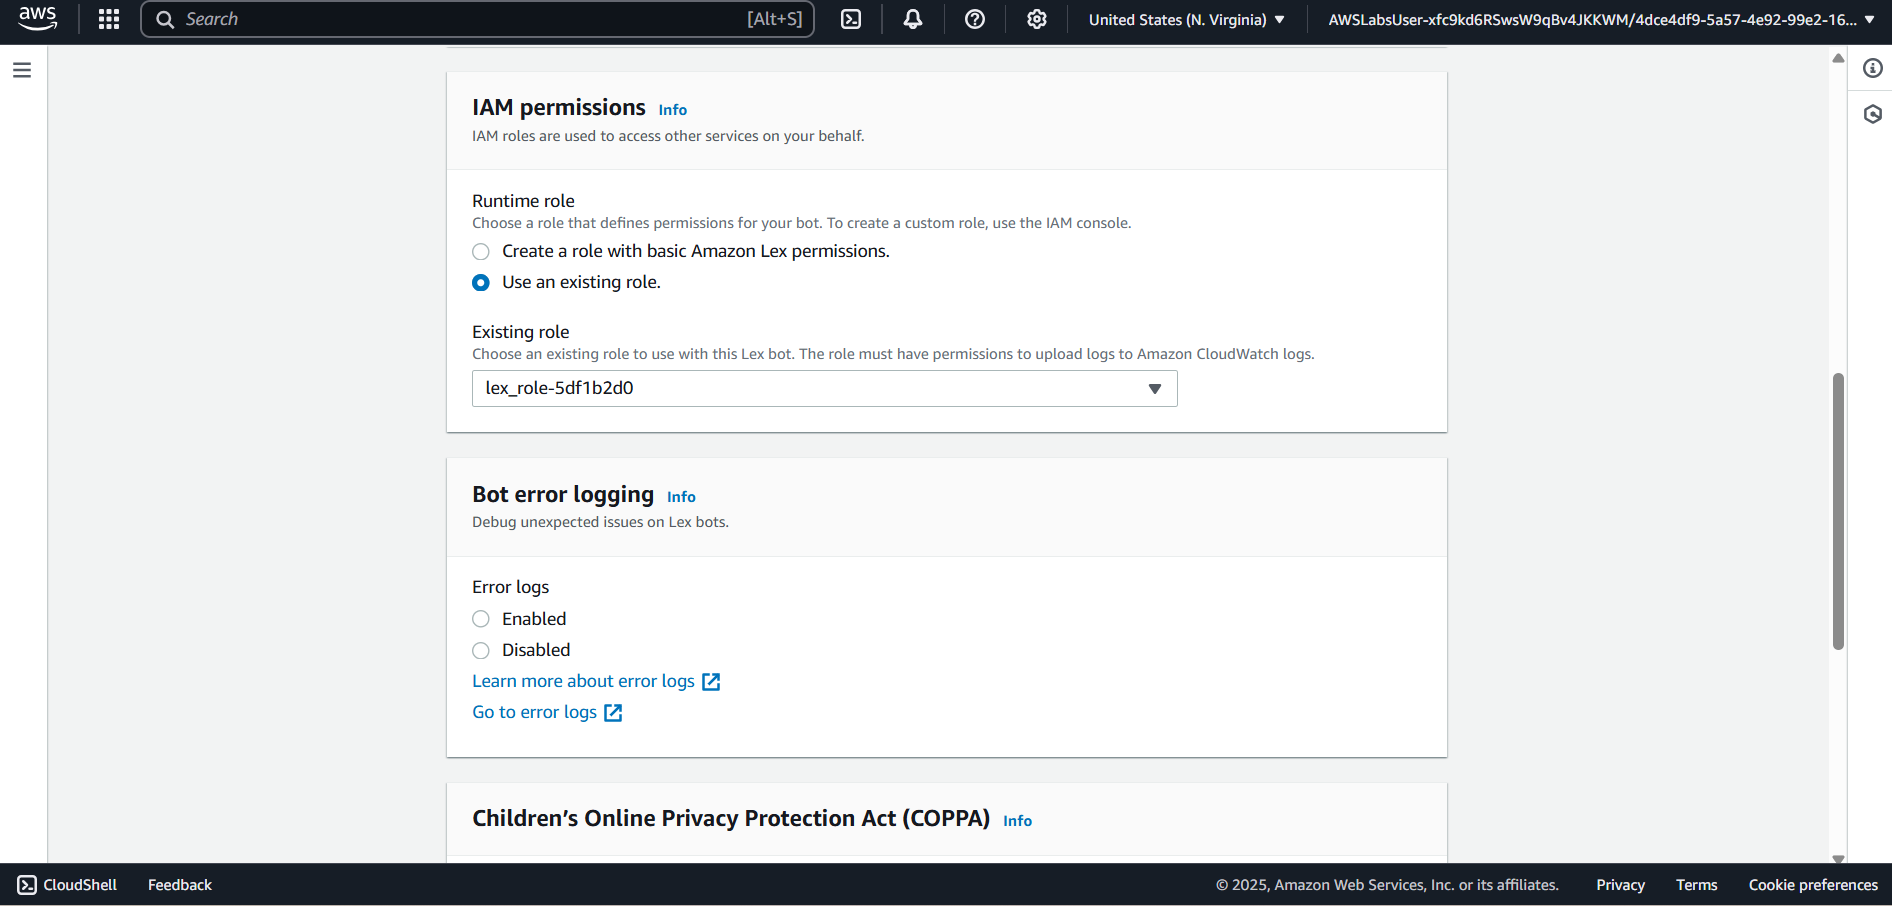 aws
Search [Alt+S]
United States (N. Virginia)
AWSLabsUser-xfc9kd6RSwsW9qBv4JKKWM/4dce4df9-5a57-4e92-99e2-16...
IAM permissions Info
IAM roles are used to access other services on your behalf.
Runtime role
Choose a role that defines permissions for your bot. To create a custom role, use the IAM console.
Create a role with basic Amazon Lex permissions.
Use an existing role.
Existing role
Choose an existing role to use with this Lex bot. The role must have permissions to upload logs to Amazon CloudWatch logs.
lex_role-5df1b2d0
Bot error logging Info
Debug unexpected issues on Lex bots.
Error logs
Enabled
Disabled
Learn more about error logs
Go to error logs
Children’s Online Privacy Protection Act (COPPA) Info
CloudShell Feedback © 2025, Amazon Web Services, Inc. or its affiliates. Privacy Terms Cookie preferences